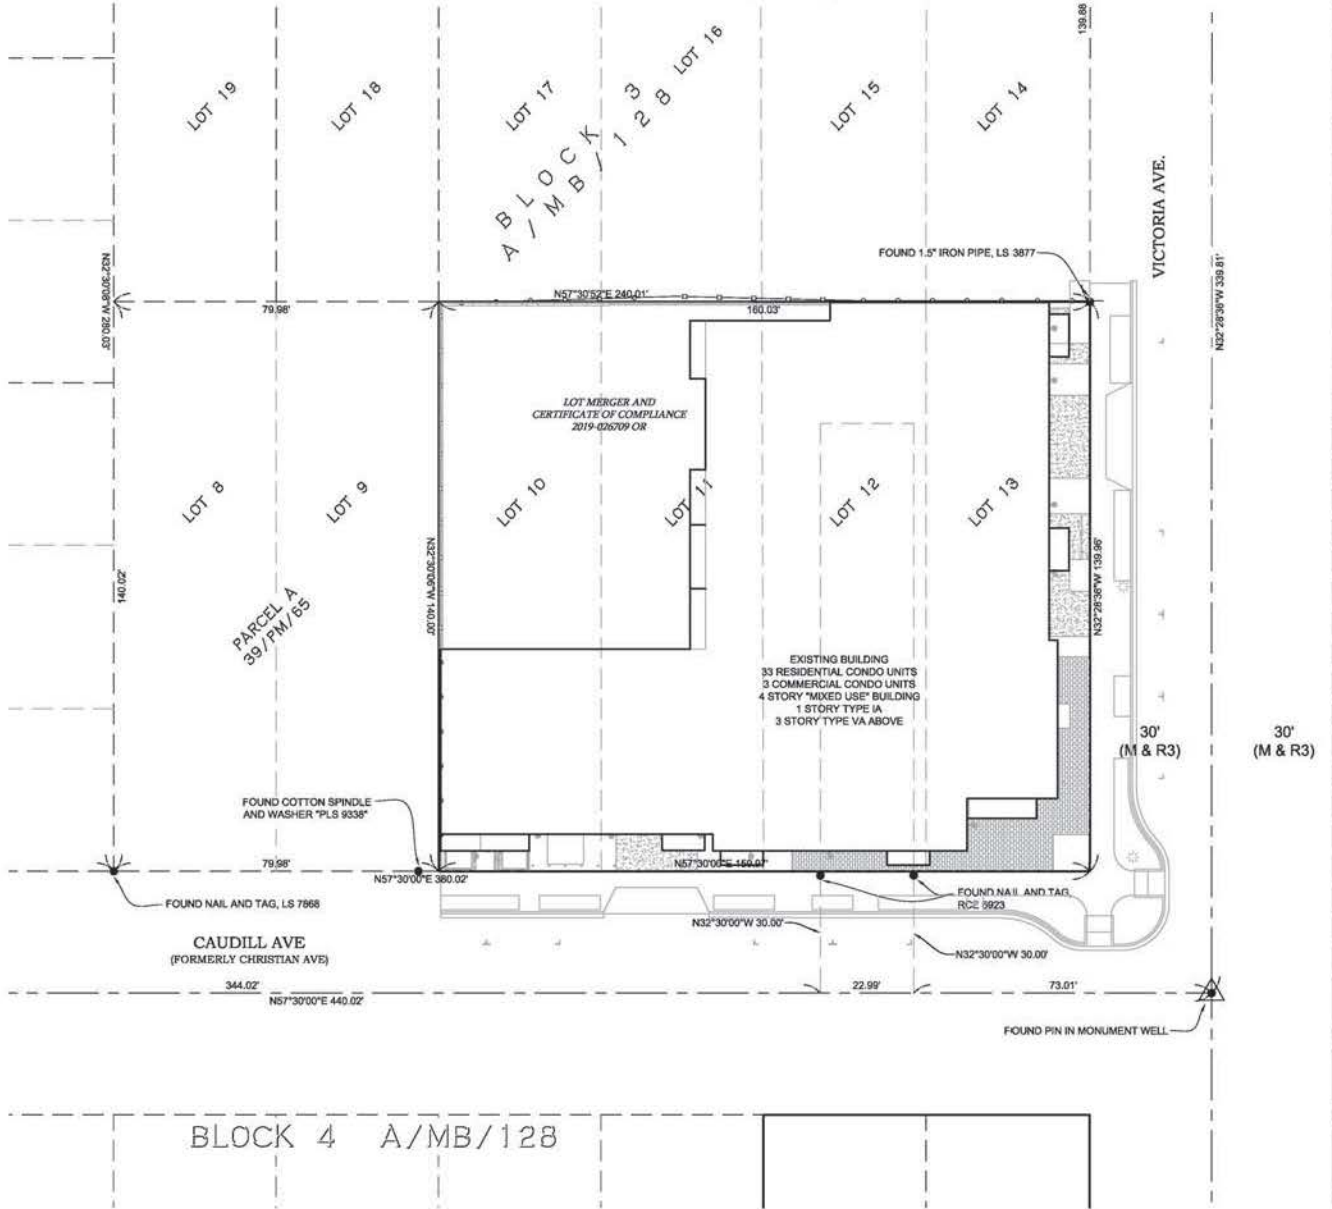 139.88
LOT 19
LOT 18
LOT 17
LOT 16
LOT 15
LOT 14
BLOCK 3
A/MB/128
VICTORIA AVE.
FOUND 1.5" IRON PIPE, LS 3877
N32°30'08"W 280.03'
N32°28'36"W 339.81'
79.98'
N57°30'52"E 240.01'
160.03'
LOT MERGER AND
CERTIFICATE OF COMPLIANCE
2019-026709 OR
LOT 8
LOT 9
LOT 10
LOT 11
LOT 12
LOT 13
140.02'
N32°30'06"W 140.00'
N32°28'36"W 139.96'
PARCEL A
39/PM/65
EXISTING BUILDING
33 RESIDENTIAL CONDO UNITS
3 COMMERCIAL CONDO UNITS
4 STORY "MIXED USE" BUILDING
1 STORY TYPE IA
3 STORY TYPE VA ABOVE
30'
(M & R3)
30'
(M & R3)
FOUND COTTON SPINDLE
AND WASHER "PLS 9338"
79.98'
N57°30'00"E 159.97'
N57°30'00"E 380.02'
FOUND NAIL AND TAG, LS 7868
FOUND NAIL AND TAG,
RCE 6923
N32°30'00"W 30.00'
N32°30'00"W 30.00'
CAUDILL AVE
(FORMERLY CHRISTIAN AVE)
344.02'
N57°30'00"E 440.02'
22.99'
73.01'
FOUND PIN IN MONUMENT WELL
BLOCK 4 A/MB/128